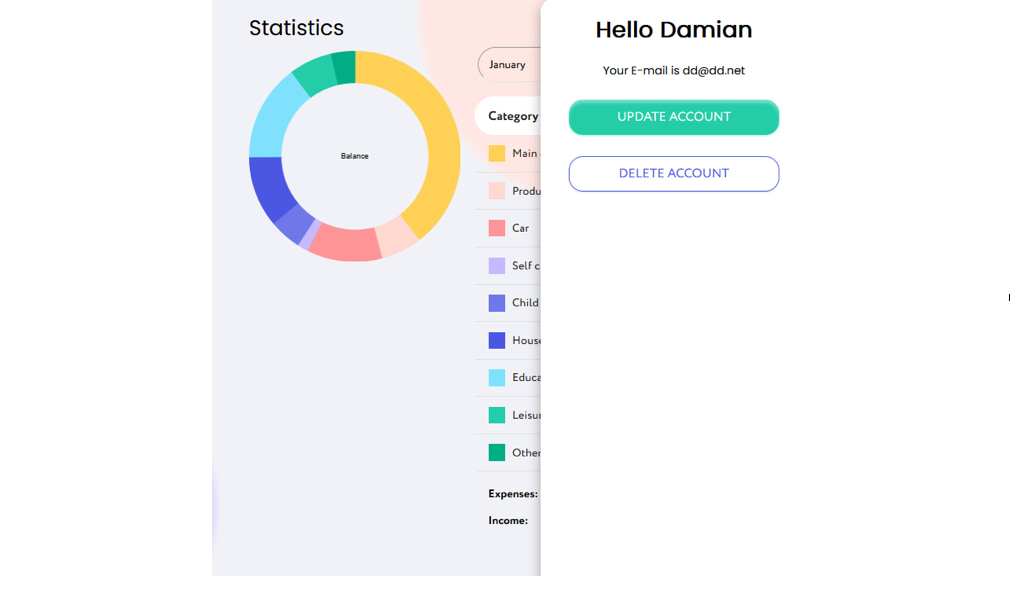 Statistics
Balance
January
Category
Main
Produ
Car
Self c
Child
House
Educa
Leisu
Other
Expenses:
Income:
Hello Damian
Your E-mail is dd@dd.net
UPDATE ACCOUNT
DELETE ACCOUNT